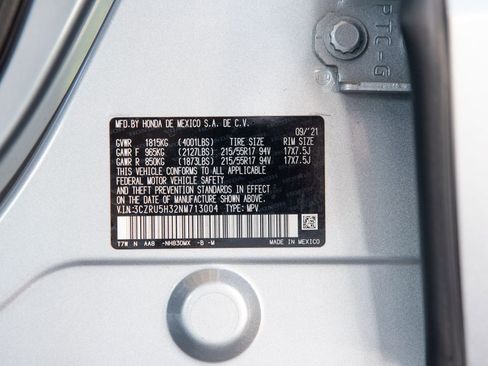 PTC-G
MFD.BY HONDA DE MEXICO S.A. DE C.V. 09/'21
GVWR 1815KG (4001LBS) TIRE SIZE RIM SIZE
GAWR F 965KG (2127LBS) 215/55R17 94V 17X7.5J
GAWR R 850KG (1873LBS) 215/55R17 94V 17X7.5J
THIS VEHICLE CONFORMS TO ALL APPLICABLE
FEDERAL MOTOR VEHICLE SAFETY AND
THEFT PREVENTION STANDARDS IN EFFECT ON
THE DATE OF MANUFACTURE SHOWN ABOVE.
V.I.N:3CZRU5H32NM713004 TYPE: MPV
T7W N AAB -NH830MX -B -M MADE IN MEXICO